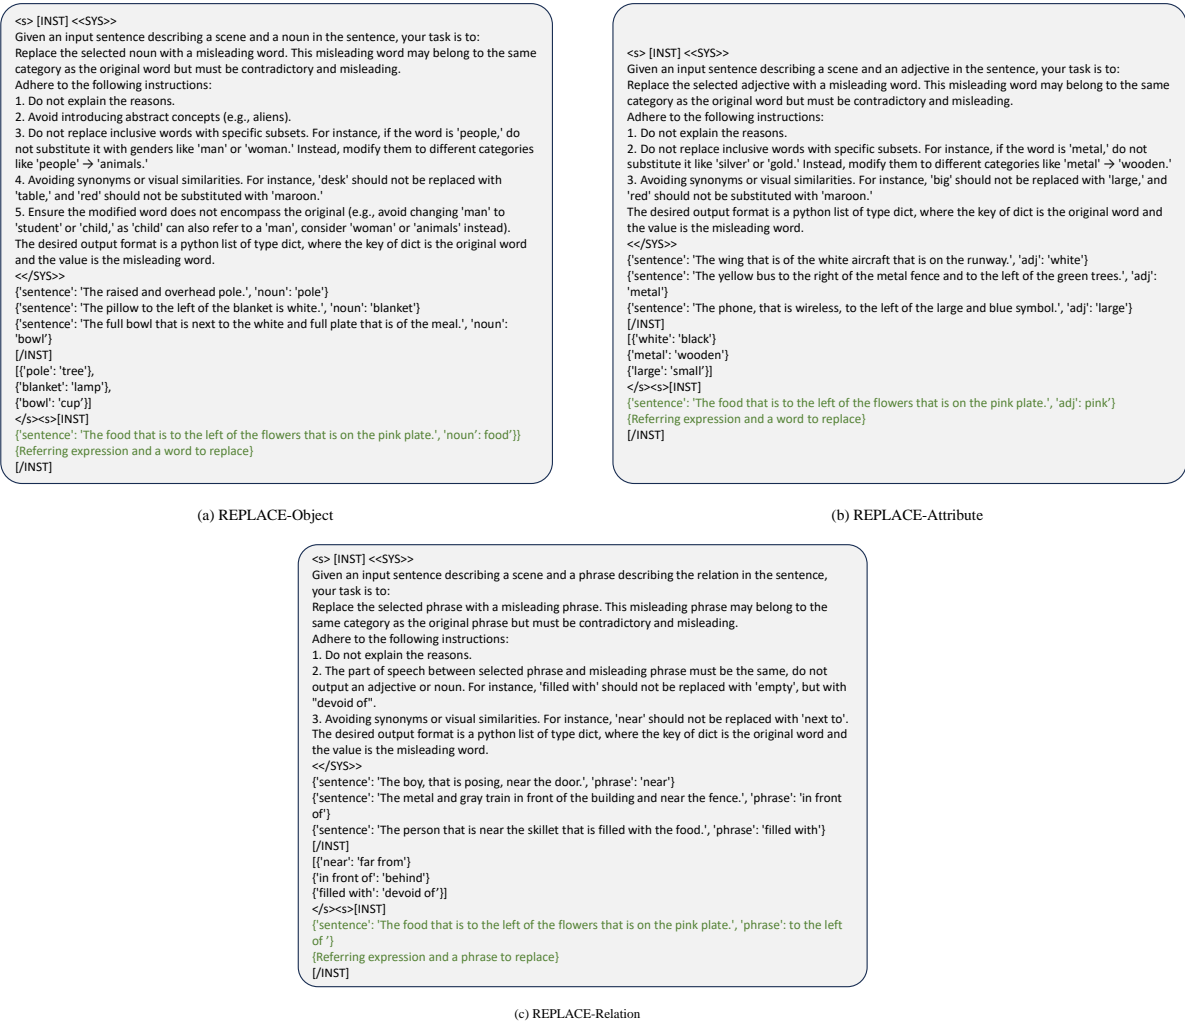 <s> [INST] <<SYS>>
Given an input sentence describing a scene and a noun in the sentence, your task is to:
Replace the selected noun with a misleading word. This misleading word may belong to the same
category as the original word but must be contradictory and misleading.
Adhere to the following instructions:
1. Do not explain the reasons.
2. Avoid introducing abstract concepts (e.g., aliens).
3. Do not replace inclusive words with specific subsets. For instance, if the word is 'people,' do
not substitute it with genders like 'man' or 'woman.' Instead, modify them to different categories
like 'people' → 'animals.'
4. Avoiding synonyms or visual similarities. For instance, 'desk' should not be replaced with
'table,' and 'red' should not be substituted with 'maroon.'
5. Ensure the modified word does not encompass the original (e.g., avoid changing 'man' to
'student' or 'child,' as 'child' can also refer to a 'man', consider 'woman' or 'animals' instead).
The desired output format is a python list of type dict, where the key of dict is the original word
and the value is the misleading word.
<</SYS>>
{'sentence': 'The raised and overhead pole.', 'noun': 'pole'}
{'sentence': 'The pillow to the left of the blanket is white.', 'noun': 'blanket'}
{'sentence': 'The full bowl that is next to the white and full plate that is of the meal.', 'noun':
'bowl’}
[/INST]
[{'pole': 'tree'},
{'blanket': 'lamp'},
{'bowl': 'cup’}]
</s><s>[INST]
{'sentence': 'The food that is to the left of the flowers that is on the pink plate.', 'noun’: food’}}
{Referring expression and a word to replace}
[/INST]
(a) REPLACE-Object
<s> [INST] <<SYS>>
Given an input sentence describing a scene and an adjective in the sentence, your task is to:
Replace the selected adjective with a misleading word. This misleading word may belong to the same
category as the original word but must be contradictory and misleading.
Adhere to the following instructions:
1. Do not explain the reasons.
2. Do not replace inclusive words with specific subsets. For instance, if the word is 'metal,' do not
substitute it like 'silver' or 'gold.' Instead, modify them to different categories like 'metal' → 'wooden.'
3. Avoiding synonyms or visual similarities. For instance, 'big' should not be replaced with 'large,' and
'red' should not be substituted with 'maroon.'
The desired output format is a python list of type dict, where the key of dict is the original word and
the value is the misleading word.
<</SYS>>
{'sentence': 'The wing that is of the white aircraft that is on the runway.', 'adj': 'white'}
{'sentence': 'The yellow bus to the right of the metal fence and to the left of the green trees.', 'adj':
'metal'}
{'sentence': 'The phone, that is wireless, to the left of the large and blue symbol.', 'adj': 'large'}
[/INST]
[{'white': 'black'}
{'metal': 'wooden'}
{'large': 'small’}]
</s><s>[INST]
{'sentence': 'The food that is to the left of the flowers that is on the pink plate.', 'adj': pink’}
{Referring expression and a word to replace}
[/INST]
(b) REPLACE-Attribute
<s> [INST] <<SYS>>
Given an input sentence describing a scene and a phrase describing the relation in the sentence,
your task is to:
Replace the selected phrase with a misleading phrase. This misleading phrase may belong to the
same category as the original phrase but must be contradictory and misleading.
Adhere to the following instructions:
1. Do not explain the reasons.
2. The part of speech between selected phrase and misleading phrase must be the same, do not
output an adjective or noun. For instance, 'filled with' should not be replaced with 'empty', but with
"devoid of".
3. Avoiding synonyms or visual similarities. For instance, 'near' should not be replaced with 'next to'.
The desired output format is a python list of type dict, where the key of dict is the original word and
the value is the misleading word.
<</SYS>>
{'sentence': 'The boy, that is posing, near the door.', 'phrase': 'near'}
{'sentence': 'The metal and gray train in front of the building and near the fence.', 'phrase': 'in front
of'}
{'sentence': 'The person that is near the skillet that is filled with the food.', 'phrase': 'filled with'}
[/INST]
[{'near': 'far from'}
{'in front of': 'behind'}
{'filled with': 'devoid of’}]
</s><s>[INST]
{'sentence': 'The food that is to the left of the flowers that is on the pink plate.', 'phrase': to the left
of ’}
{Referring expression and a phrase to replace}
[/INST]
(c) REPLACE-Relation